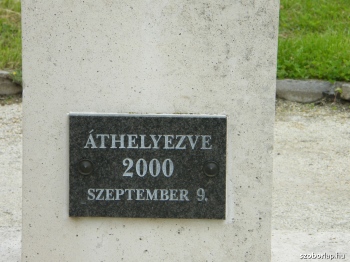 ÁTHELYEZVE
2000
SZEPTEMBER 9.
szoborlap.hu